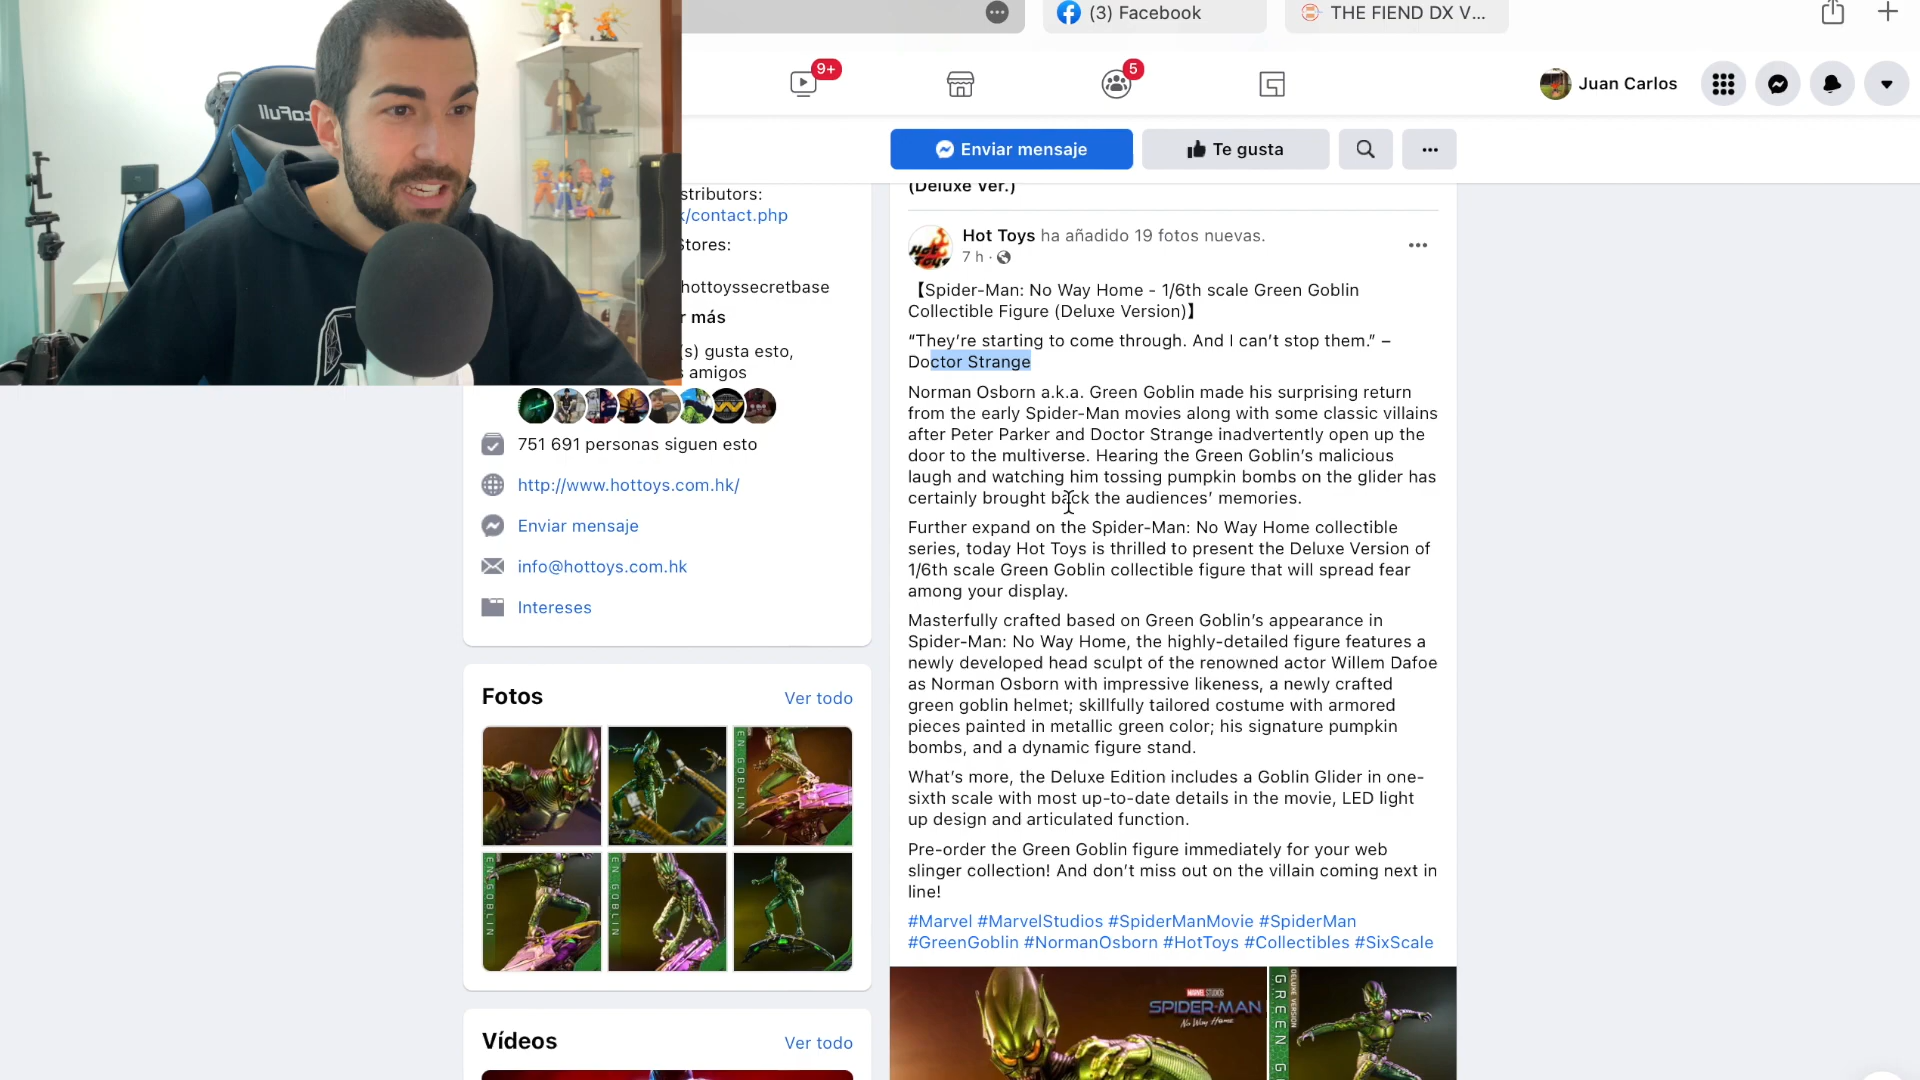 (3) Facebook
THE FIEND DX V...
9+
5
Juan Carlos
Enviar mensaje
Te gusta
stributors:
k/contact.php
Stores:
hottoyssecretbase
r más
(s) gusta esto,
s amigos
751 691 personas siguen esto
http://www.hottoys.com.hk/
Enviar mensaje
info@hottoys.com.hk
Intereses
Fotos
Ver todo
EN GOBLIN
EN GOBLIN
EN GOBLIN
Vídeos
Ver todo
(Deluxe Ver.)
Hot Toys ha añadido 19 fotos nuevas.
7 h ·
【Spider-Man: No Way Home - 1/6th scale Green Goblin
Collectible Figure (Deluxe Version)】
“They’re starting to come through. And I can’t stop them.” –
Doctor Strange
Norman Osborn a.k.a. Green Goblin made his surprising return
from the early Spider-Man movies along with some classic villains
after Peter Parker and Doctor Strange inadvertently open up the
door to the multiverse. Hearing the Green Goblin’s malicious
laugh and watching him tossing pumpkin bombs on the glider has
certainly brought back the audiences’ memories.
Further expand on the Spider-Man: No Way Home collectible
series, today Hot Toys is thrilled to present the Deluxe Version of
1/6th scale Green Goblin collectible figure that will spread fear
among your display.
Masterfully crafted based on Green Goblin’s appearance in
Spider-Man: No Way Home, the highly-detailed figure features a
newly developed head sculpt of the renowned actor Willem Dafoe
as Norman Osborn with impressive likeness, a newly crafted
green goblin helmet; skillfully tailored costume with armored
pieces painted in metallic green color; his signature pumpkin
bombs, and a dynamic figure stand.
What’s more, the Deluxe Edition includes a Goblin Glider in one-
sixth scale with most up-to-date details in the movie, LED light
up design and articulated function.
Pre-order the Green Goblin figure immediately for your web
slinger collection! And don’t miss out on the villain coming next in
line!
#Marvel #MarvelStudios #SpiderManMovie #SpiderMan
#GreenGoblin #NormanOsborn #HotToys #Collectibles #SixScale
MARVEL STUDIOS
SPIDER-MAN
No Way Home
GREEN G
DELUXE VERSION